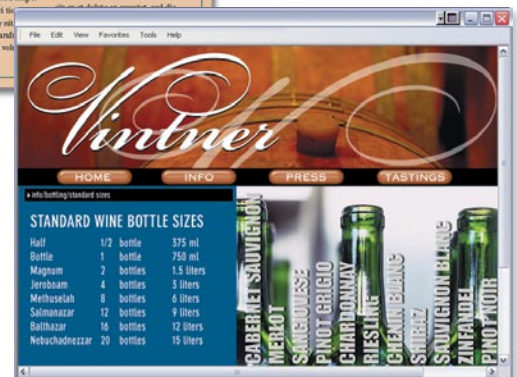 File Edit View Favorites Tools Help
Vintner
HOME INFO PRESS TASTINGS
info/bottling/standard sizes
STANDARD WINE BOTTLE SIZES
Half 1/2 bottle 375 ml
Bottle 1 bottle 750 ml
Magnum 2 bottles 1.5 liters
Jeroboam 4 bottles 3 liters
Methuselah 8 bottles 6 liters
Salmanazar 12 bottles 9 liters
Balthazar 16 bottles 12 liters
Nebuchadnezzar 20 bottles 15 liters
CABERNET SAUVIGNON
MERLOT
SANGIOVESE
PINOT GRIGIO
CHARDONNAY
RIESLING
CHENIN BLANC
SHIRAZ
SAUVIGNON BLANC
ZINFANDEL
PINOT NOIR